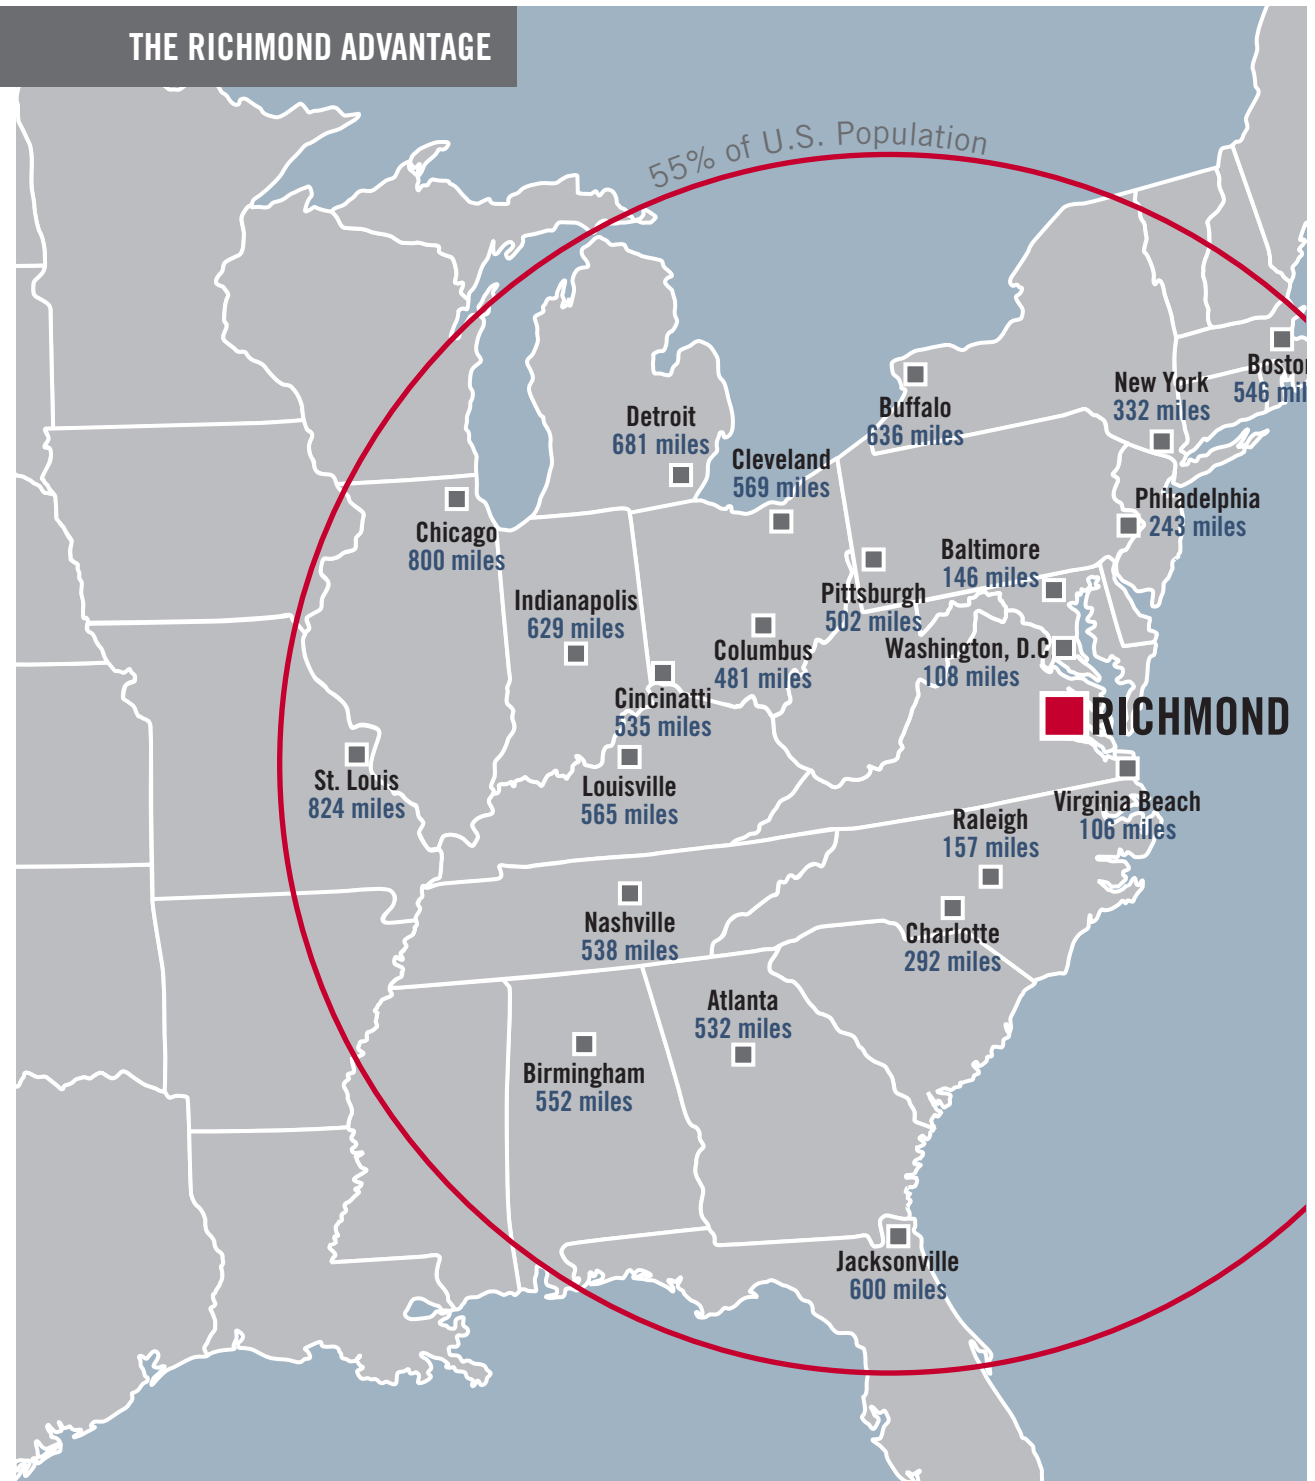 THE RICHMOND ADVANTAGE
55% of U.S. Population
Boston
546 mil
New York
332 miles
Buffalo
636 miles
Detroit
681 miles
Cleveland
569 miles
Philadelphia
243 miles
Chicago
800 miles
Baltimore
146 miles
Pittsburgh
502 miles
Indianapolis
629 miles
Columbus
481 miles
Washington, D.C
108 miles
Cincinatti
535 miles
RICHMOND
St. Louis
824 miles
Louisville
565 miles
Virginia Beach
106 miles
Raleigh
157 miles
Nashville
538 miles
Charlotte
292 miles
Atlanta
532 miles
Birmingham
552 miles
Jacksonville
600 miles